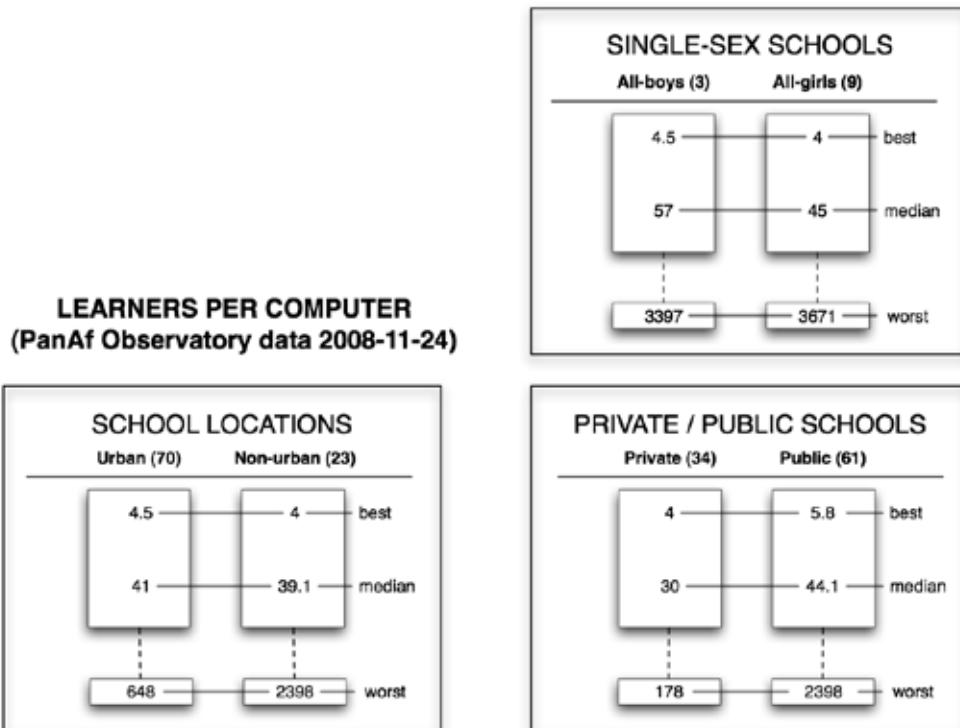 SINGLE-SEX SCHOOLS
All-boys (3) All-girls (9)
4.5 4 best
57 45 median
3397 3671 worst
LEARNERS PER COMPUTER
(PanAf Observatory data 2008-11-24)
SCHOOL LOCATIONS
Urban (70) Non-urban (23)
4.5 4 best
41 39.1 median
648 2398 worst
PRIVATE / PUBLIC SCHOOLS
Private (34) Public (61)
4 5.8 best
30 44.1 median
178 2398 worst